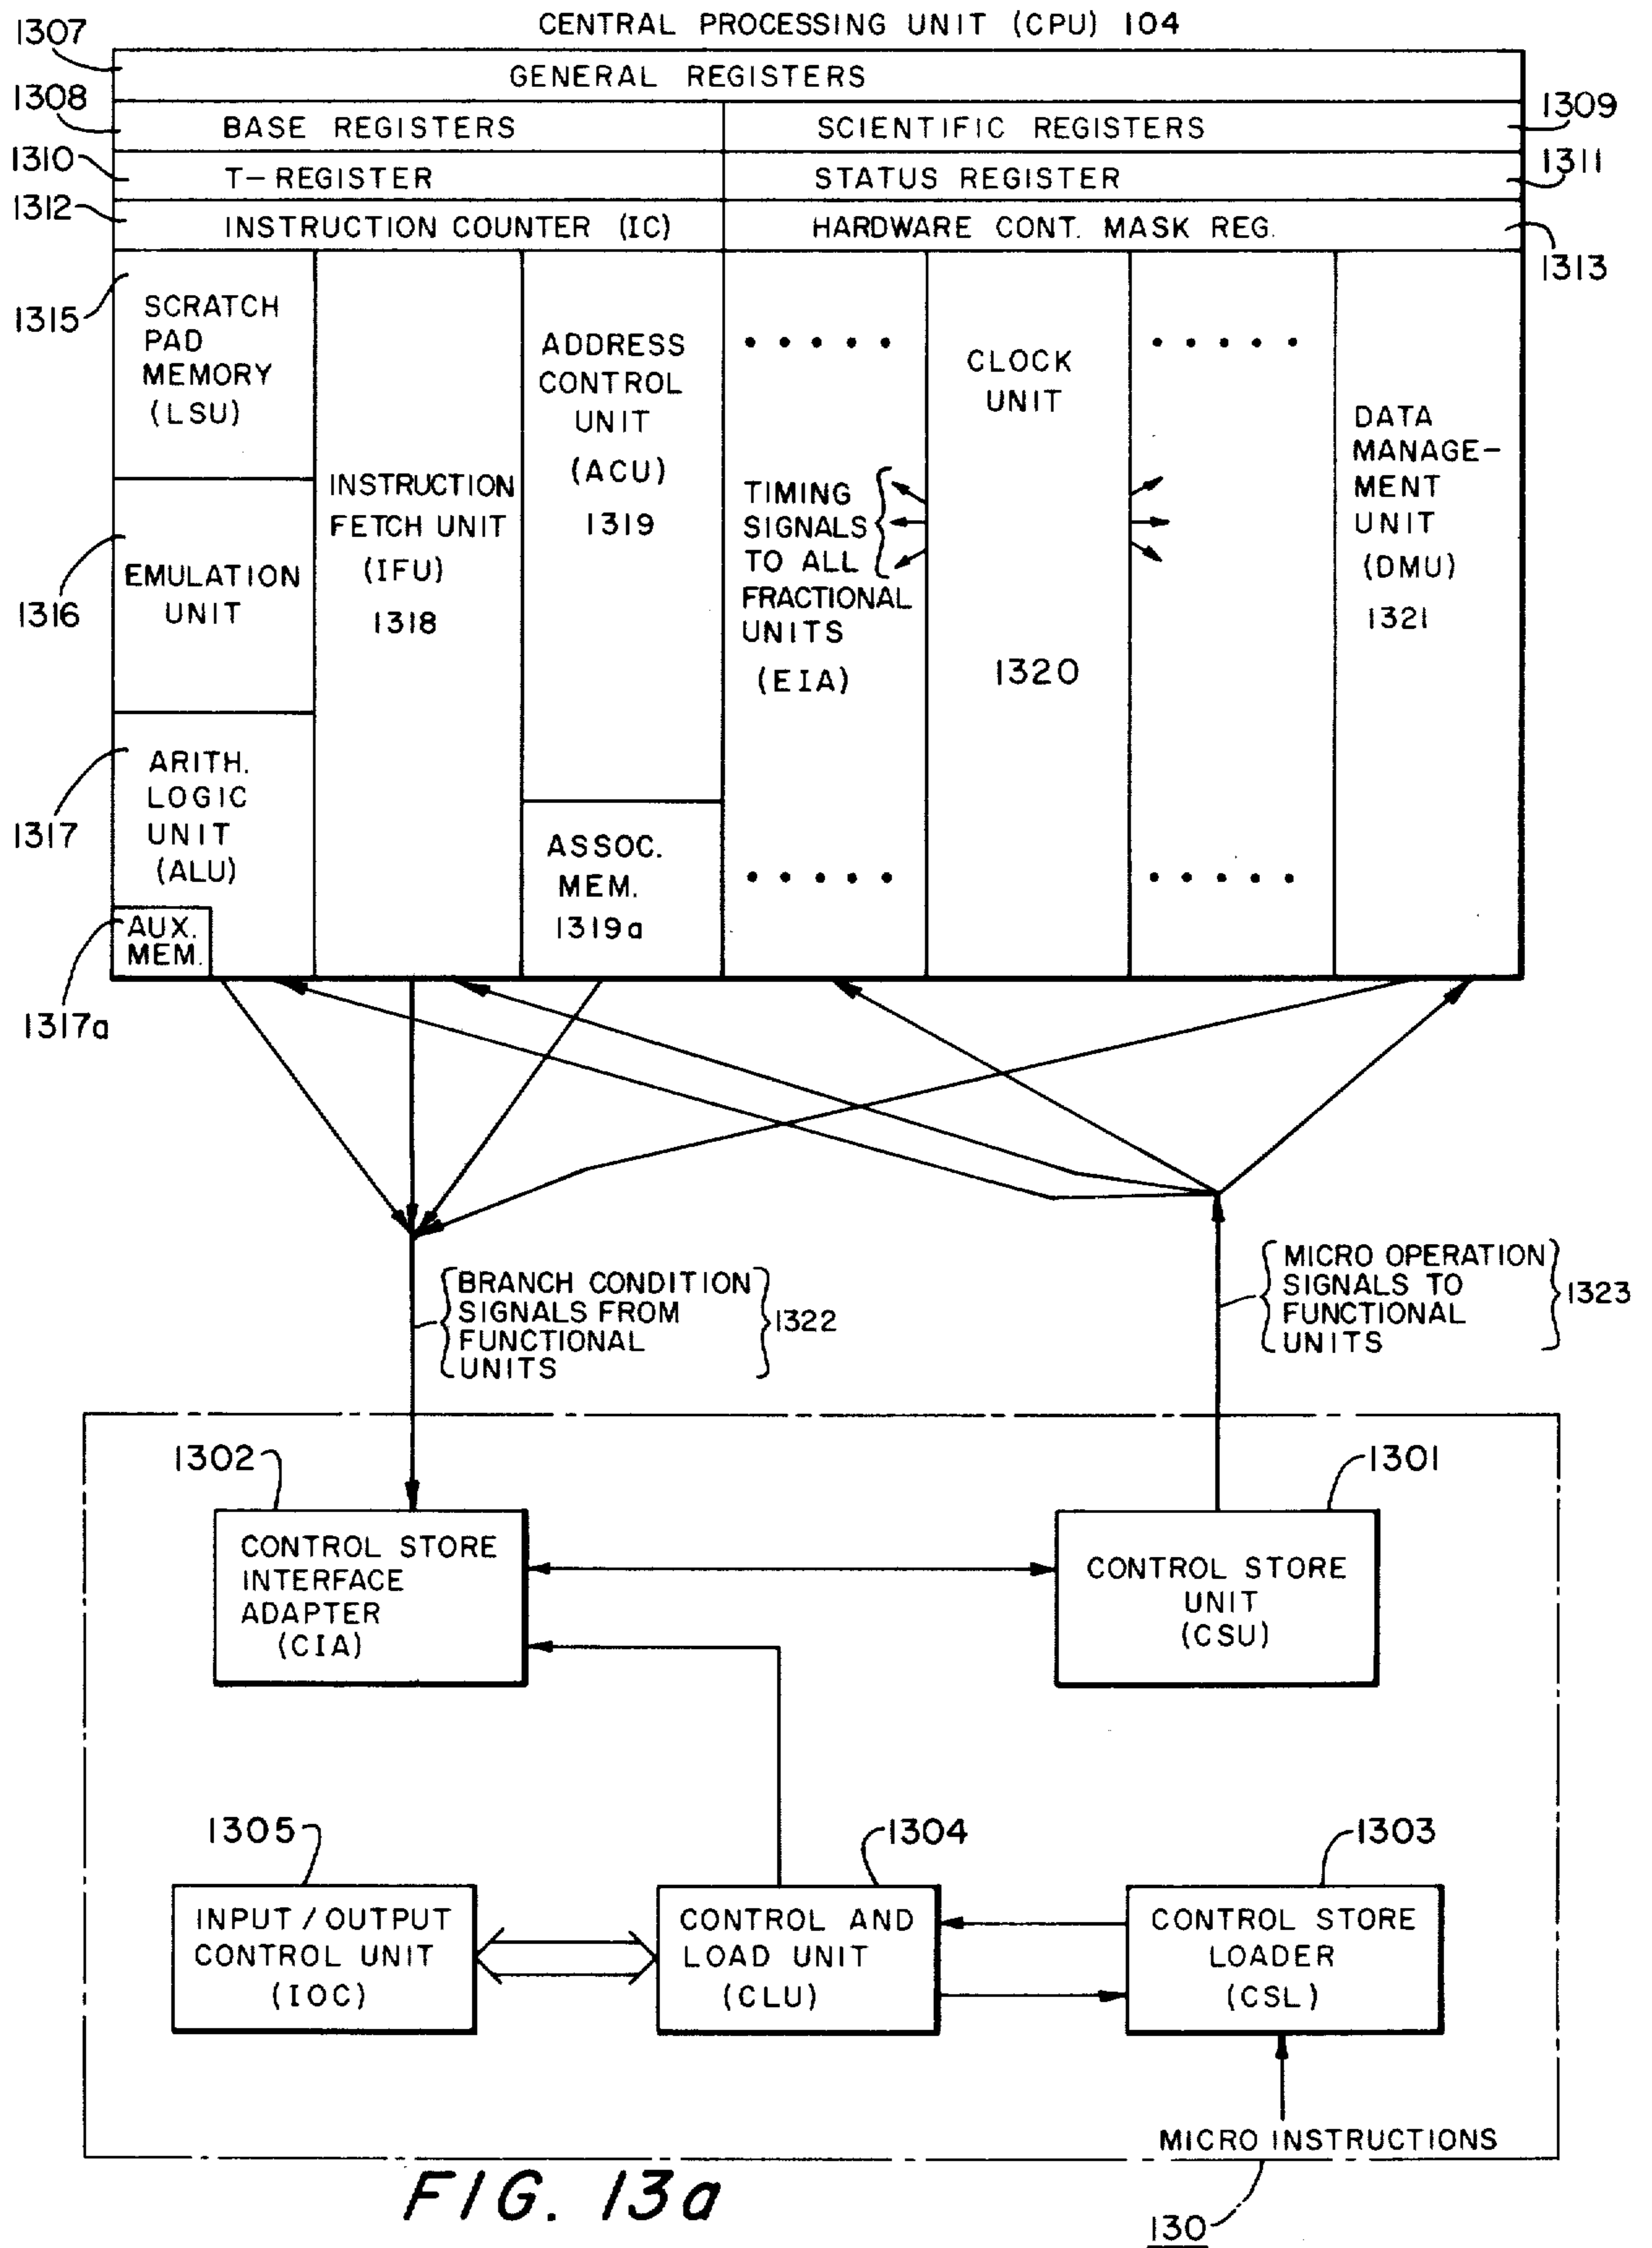 CENTRAL PROCESSING UNIT (CPU) 104
1307
GENERAL REGISTERS
1308
BASE REGISTERS
SCIENTIFIC REGISTERS
1309
1310
T-REGISTER
STATUS REGISTER
1311
1312
INSTRUCTION COUNTER (IC)
HARDWARE CONT. MASK REG.
1313
1315
SCRATCH
PAD
MEMORY
(LSU)
1316
EMULATION
UNIT
1317
ARITH.
LOGIC
UNIT
(ALU)
AUX.
MEM.
1317a
INSTRUCTION
FETCH UNIT
(IFU)
1318
ADDRESS
CONTROL
UNIT
(ACU)
1319
ASSOC.
MEM.
1319a
TIMING
SIGNALS
TO ALL
FRACTIONAL
UNITS
(EIA)
CLOCK
UNIT
1320
DATA
MANAGE-
MENT
UNIT
(DMU)
1321
BRANCH CONDITION
SIGNALS FROM
FUNCTIONAL
UNITS
1322
MICRO OPERATION
SIGNALS TO
FUNCTIONAL
UNITS
1323
1302
CONTROL STORE
INTERFACE
ADAPTER
(CIA)
1301
CONTROL STORE
UNIT
(CSU)
1305
INPUT/OUTPUT
CONTROL UNIT
(IOC)
1304
CONTROL AND
LOAD UNIT
(CLU)
1303
CONTROL STORE
LOADER
(CSL)
MICRO INSTRUCTIONS
FIG. 13a
130